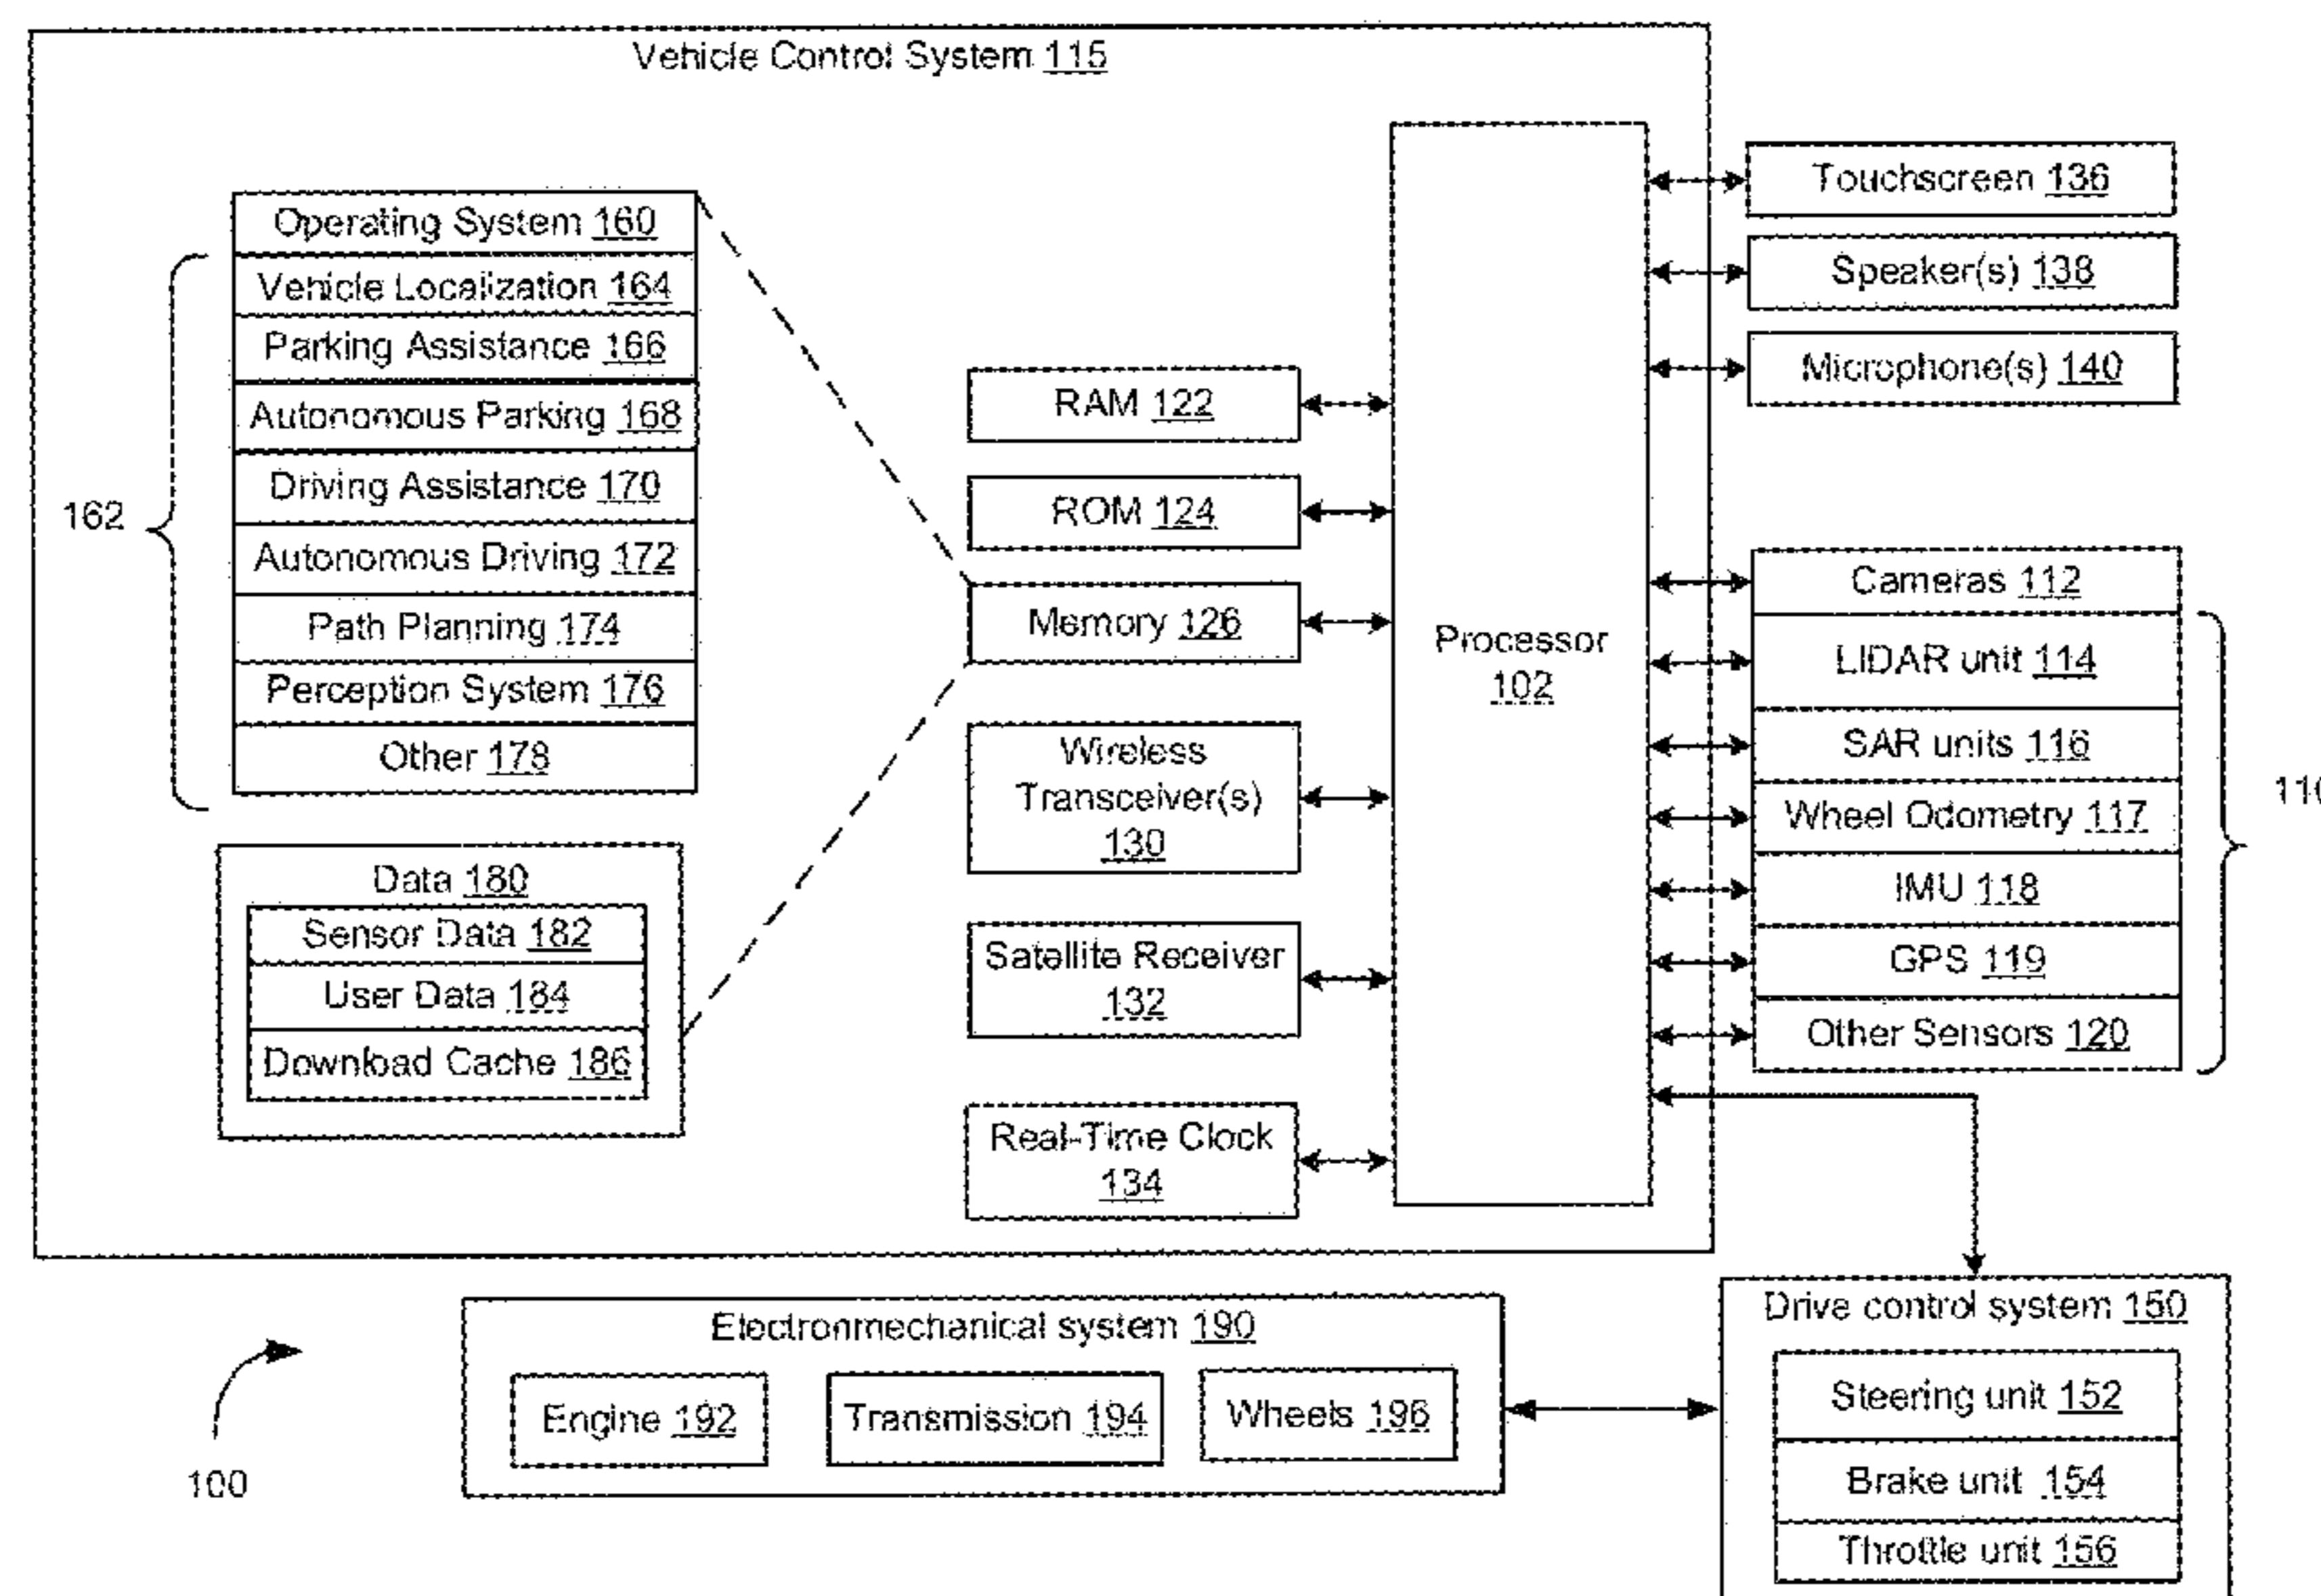 Vehicle Control System 115
Operating System 160
Vehicle Localization 164
Parking Assistance 166
Autonomous Parking 168
Driving Assistance 170
Autonomous Driving 172
Path Planning 174
Perception System 176
Other 178
162
Data 180
Sensor Data 182
User Data 184
Download Cache 186
RAM 122
ROM 124
Memory 126
Wireless
Transceiver(s)
130
Satellite Receiver
132
Real-Time Clock
134
Processor
102
Touchscreen 136
Speaker(s) 138
Microphone(s) 140
Cameras 112
LIDAR unit 114
SAR units 116
Wheel Odometry 117
IMU 118
GPS 119
Other Sensors 120
110
Electronmechanical system 190
Engine 192
Transmission 194
Wheels 196
100
Drive control system 150
Steering unit 152
Brake unit 154
Throttle unit 156